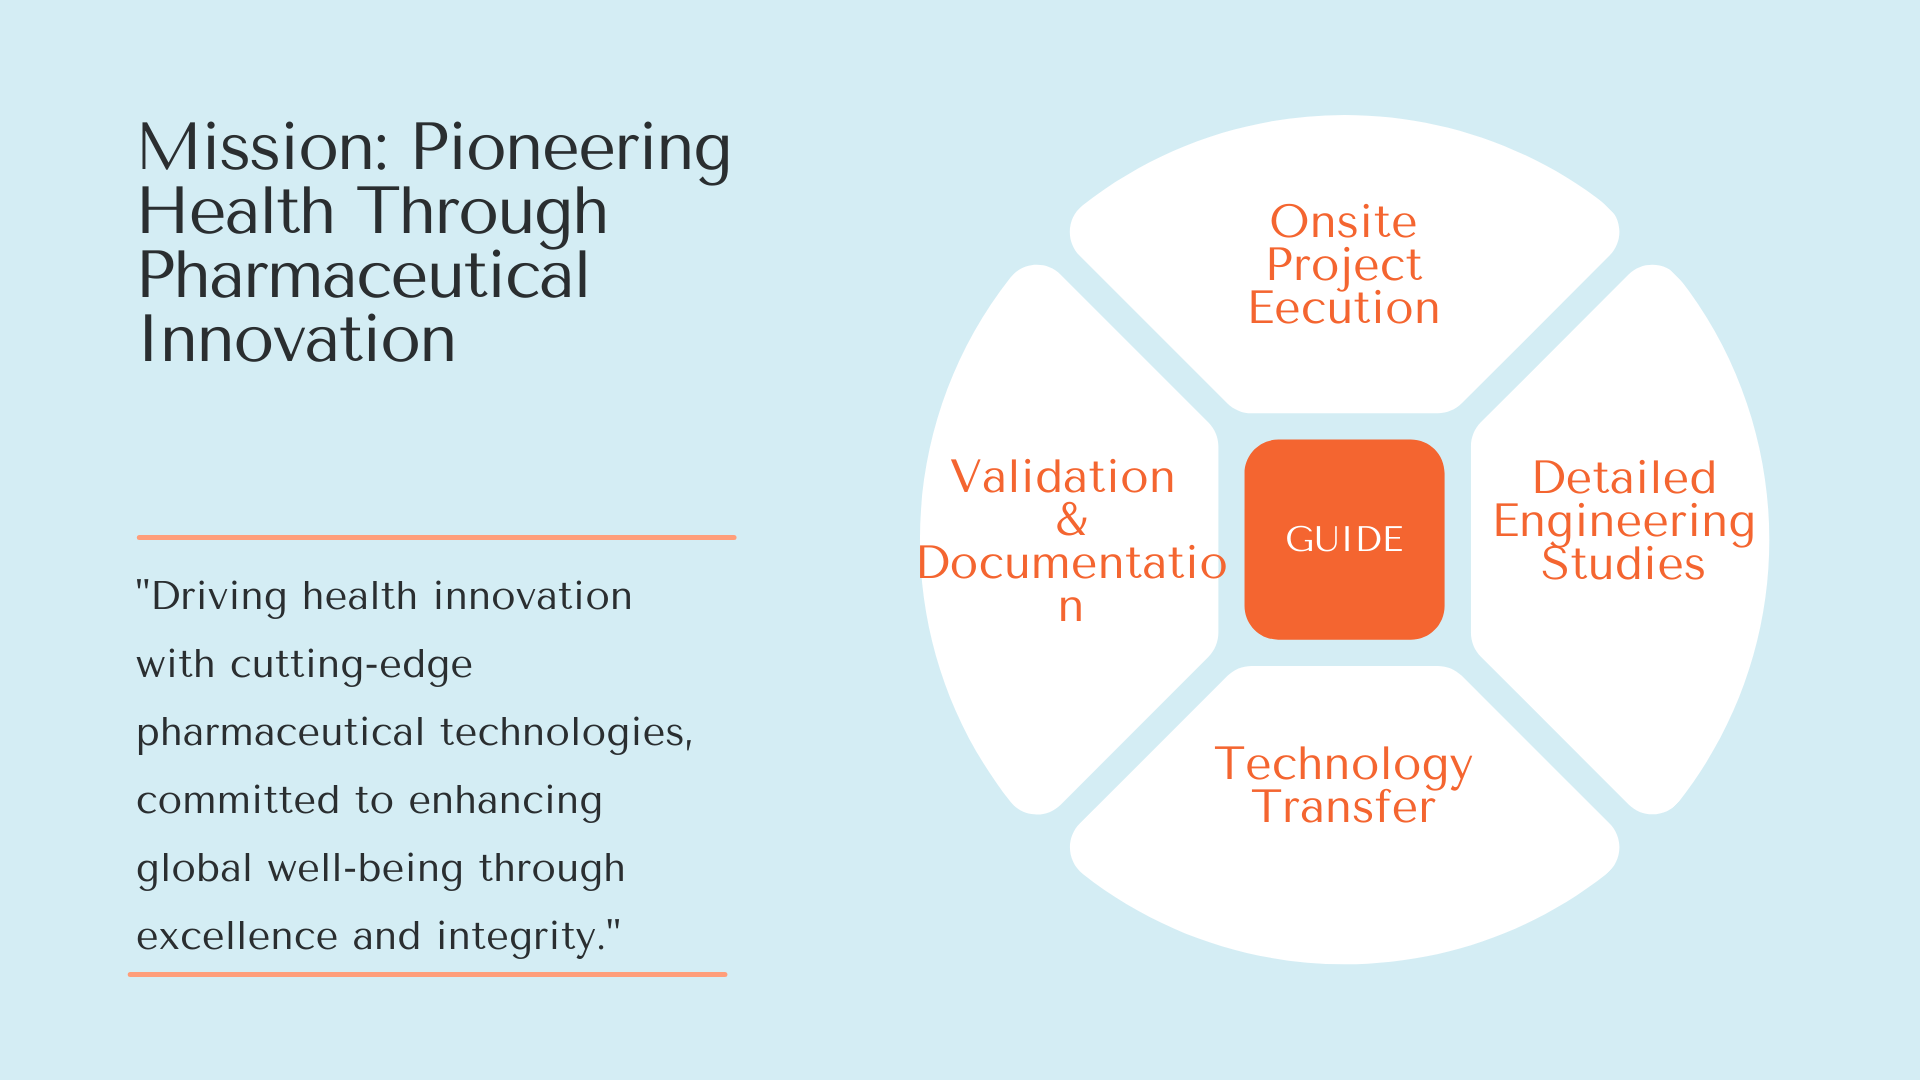 Mission: Pioneering
Health Through
Pharmaceutical
Innovation
"Driving health innovation
with cutting-edge
pharmaceutical technologies,
committed to enhancing
global well-being through
excellence and integrity."
Onsite
Project
Eecution
Validation
&
Documentatio
n
GUIDE
Detailed
Engineering
Studies
Technology
Transfer